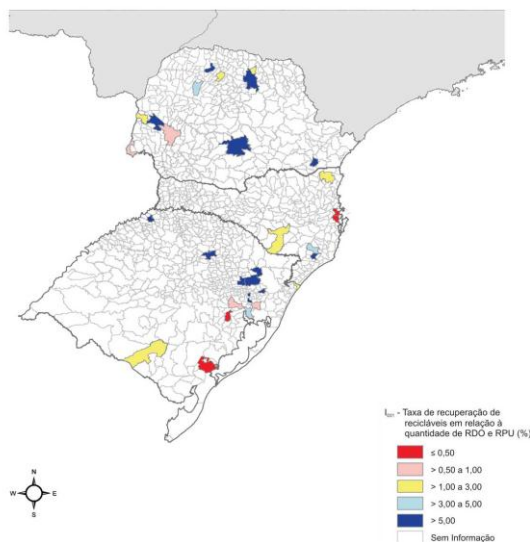 N
W E
S
- Taxa de recuperação de
recicláveis em relação à
quantidade de RDO e RPU (%)
≤ 0,50
> 0,50 a 1,00
> 1,00 a 3,00
> 3,00 a 5,00
> 5,00
Sem Informação